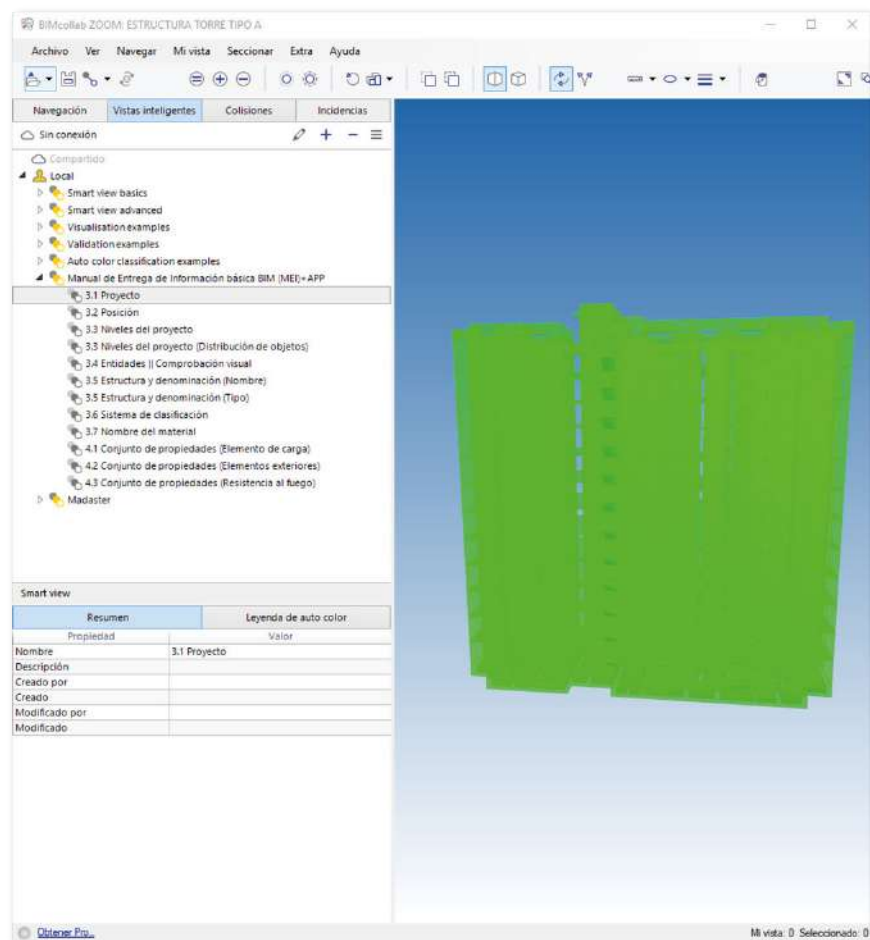 BIMcollab ZOOM: ESTRUCTURA TORRE TIPO A
Archivo Ver Navegar Mi vista Seccionar Extra Ayuda
Navegación Vistas inteligentes Colisiones Incidencias
Sin conexión
Compartido
Local
Smart view basics
Smart view advanced
Visualisation examples
Validation examples
Auto color classification examples
Manual de Entrega de Información básica BIM (MEI)+APP
3.1 Proyecto
3.2 Posición
3.3 Niveles del proyecto
3.3 Niveles del proyecto (Distribución de objetos)
3.4 Entidades || Comprobación visual
3.5 Estructura y denominación (Nombre)
3.5 Estructura y denominación (Tipo)
3.6 Sistema de clasificación
3.7 Nombre del material
4.1 Conjunto de propiedades (Elemento de carga)
4.2 Conjunto de propiedades (Elementos exteriores)
4.3 Conjunto de propiedades (Resistencia al fuego)
Madaster
Smart view
Resumen Leyenda de auto color
Propiedad Valor
Nombre 3.1 Proyecto
Descripción
Creado por
Creado
Modificado por
Modificado
Obtener Pro...
Mi vista: 0 Seleccionado: 0